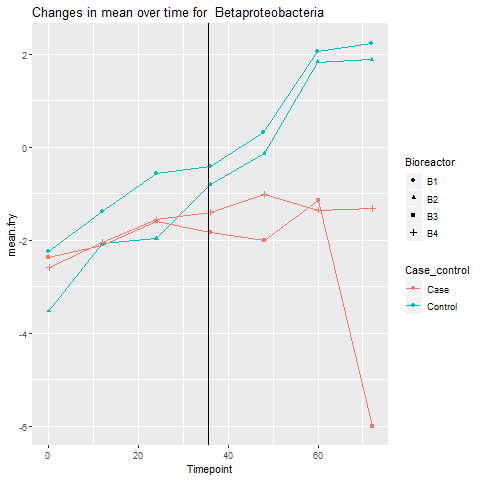 Changes in mean over time for  Betaproteobacteria
mean.fry
2
0
-2
-4
-6
0
20
40
60
Timepoint
Bioreactor
B1
B2
B3
B4
Case_control
Case
Control